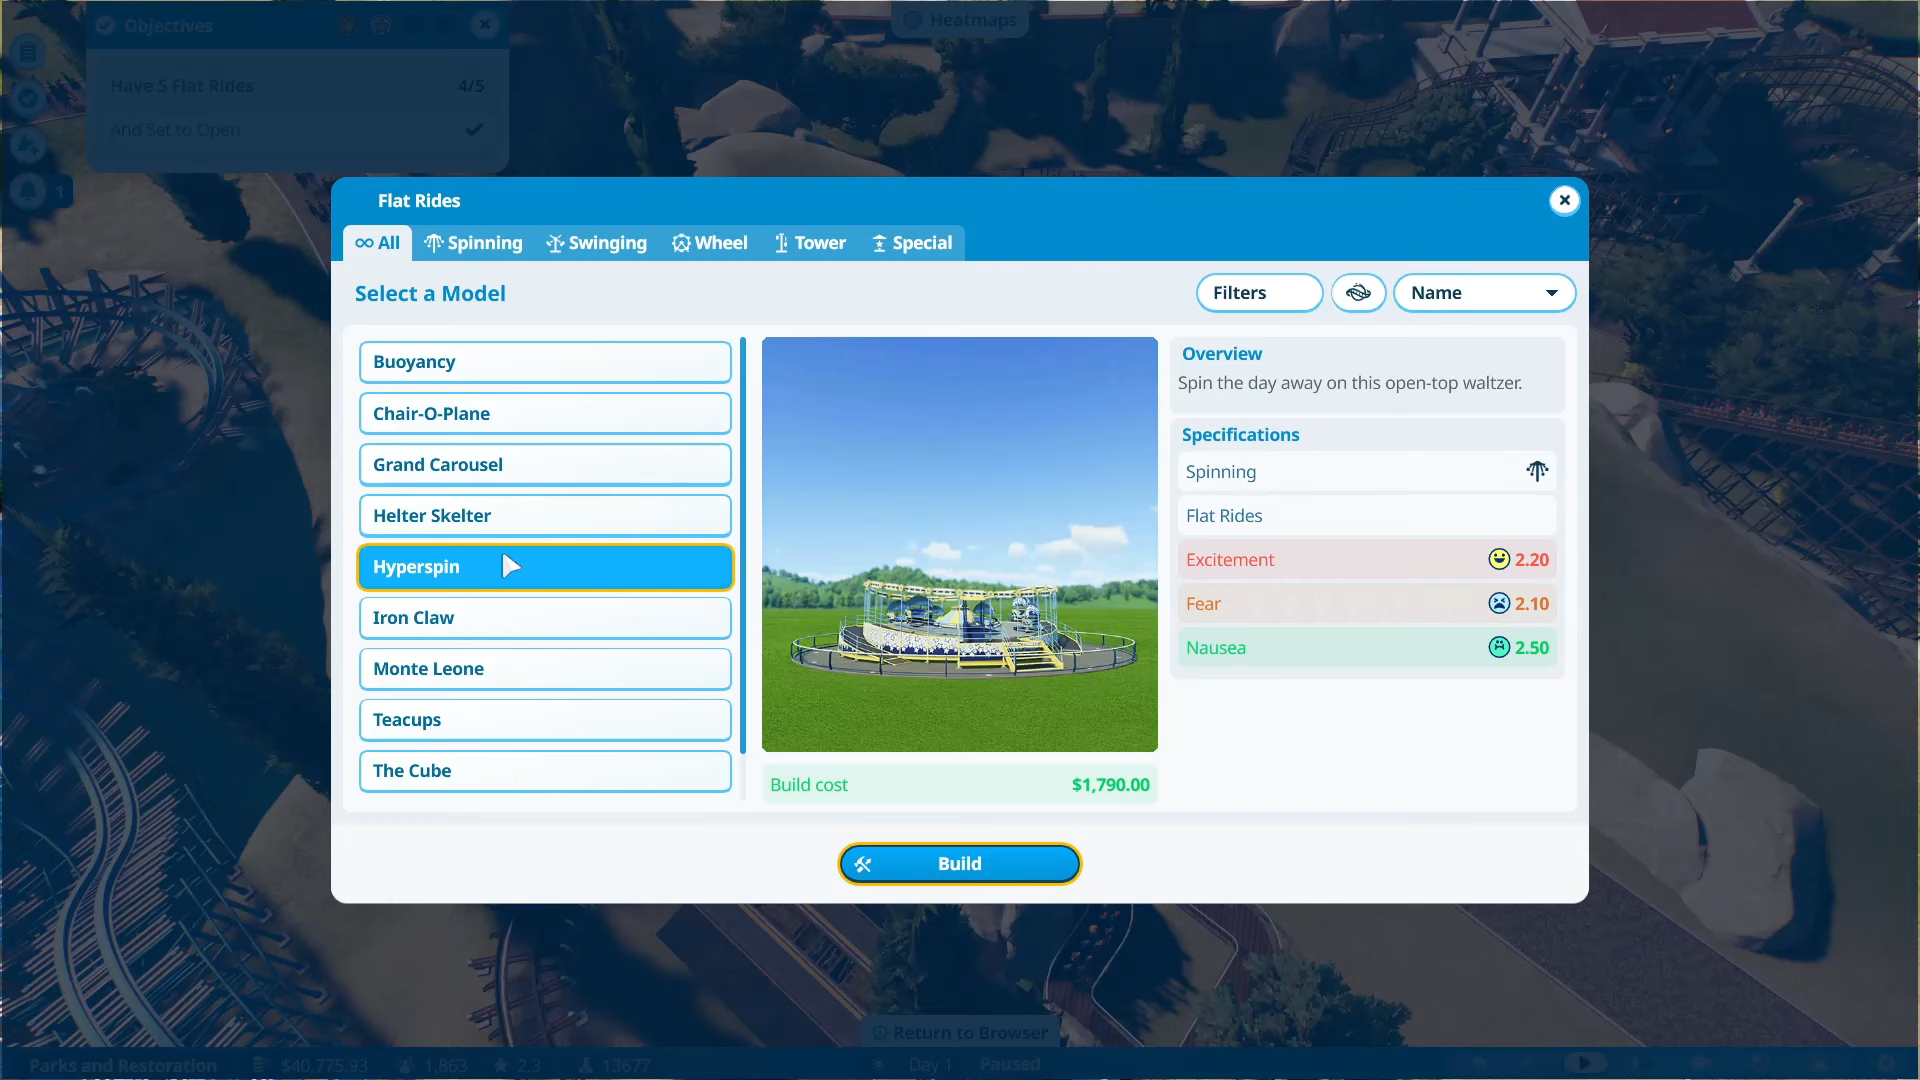 Objectives
Heatmaps
Have 5 Flat Rides 4/5
And Set to Open
1
Flat Rides
All Spinning Swinging Wheel Tower Special
Select a Model
Filters
Name
Buoyancy
Chair-O-Plane
Grand Carousel
Helter Skelter
Hyperspin
Iron Claw
Monte Leone
Teacups
The Cube
Build cost $1,790.00
Overview
Spin the day away on this open-top waltzer.
Specifications
Spinning
Flat Rides
Excitement 2.20
Fear 2.10
Nausea 2.50
Build
Return to Browser
Parks and Restoration $40,775.93 1,863 2.3 13677 Day 1 Paused